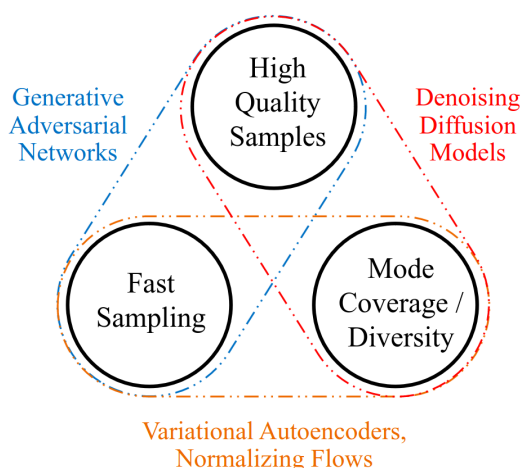 High
Quality
Samples
Generative
Adversarial
Networks
Denoising
Diffusion
Models
Fast
Sampling
Mode
Coverage /
Diversity
Variational Autoencoders,
Normalizing Flows